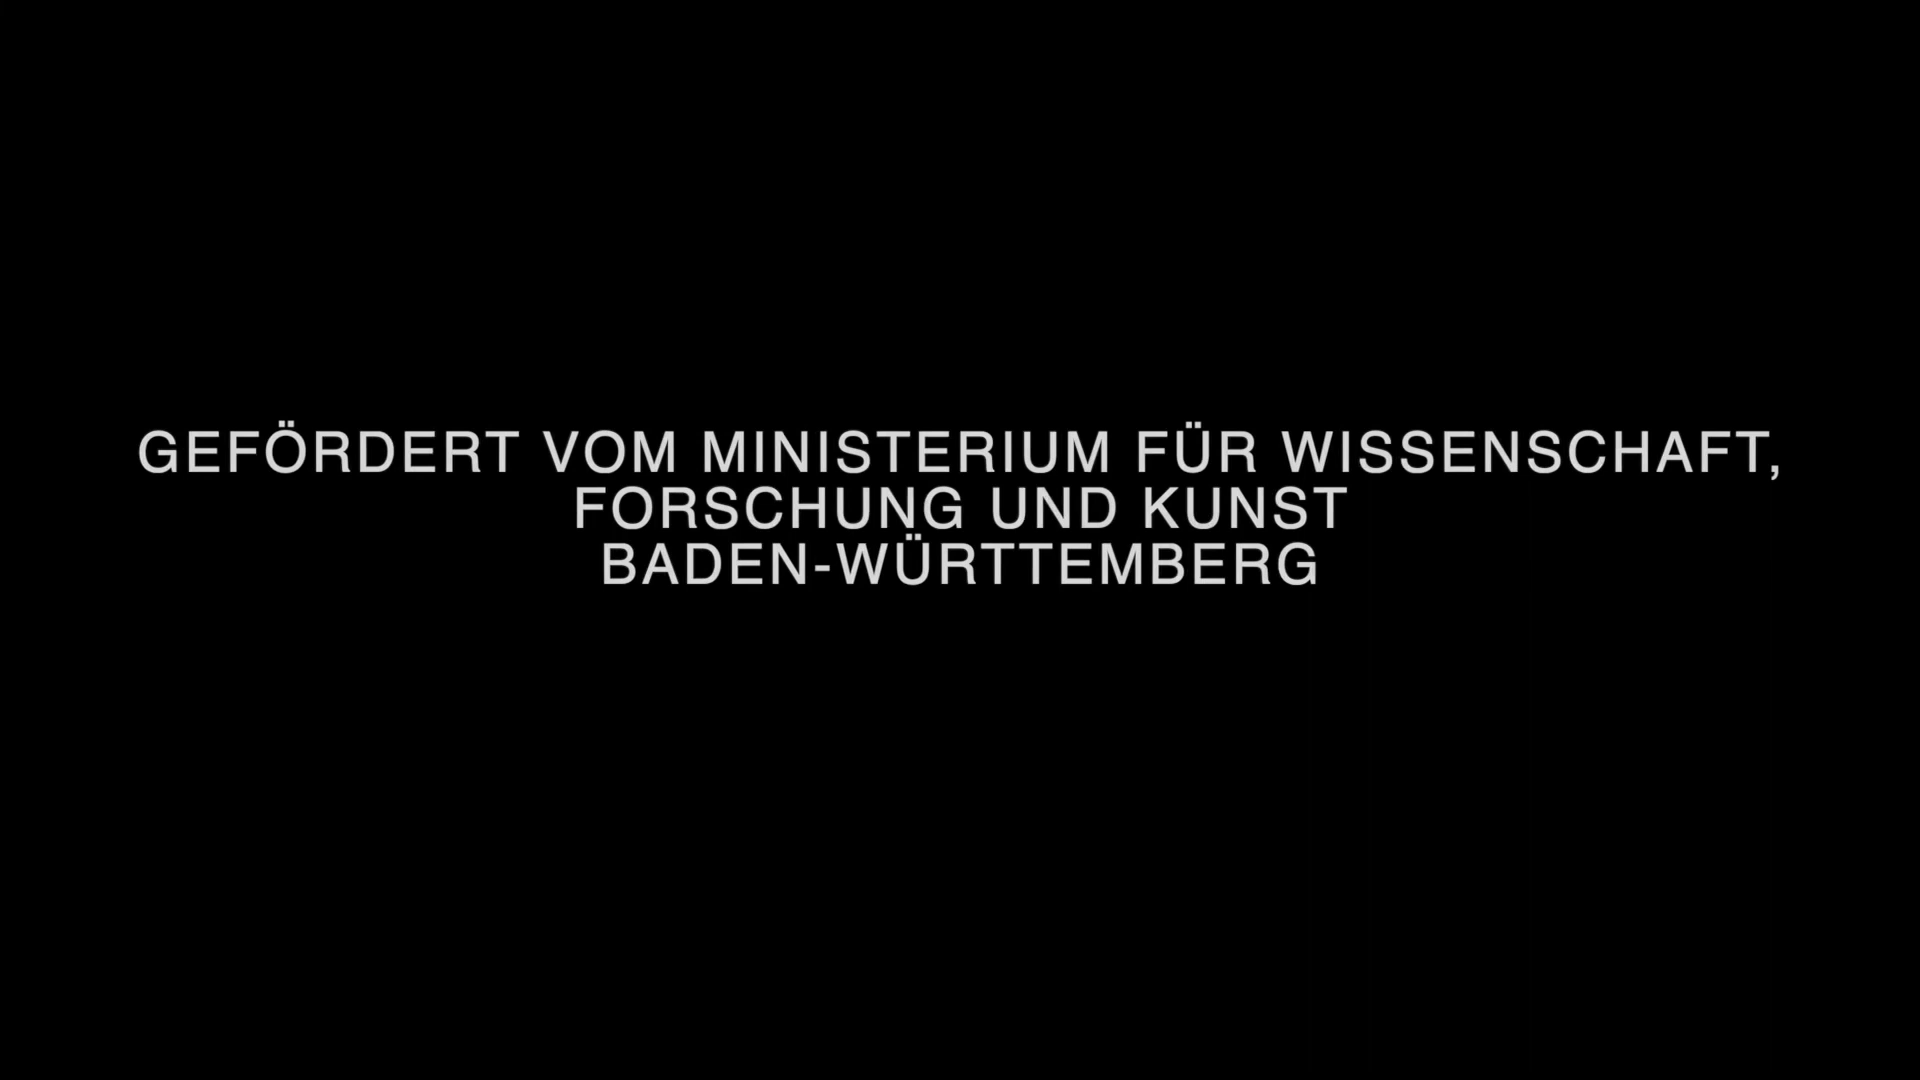 GEFÖRDERT VOM MINISTERIUM FÜR WISSENSCHAFT,
FORSCHUNG UND KUNST
BADEN-WÜRTTEMBERG